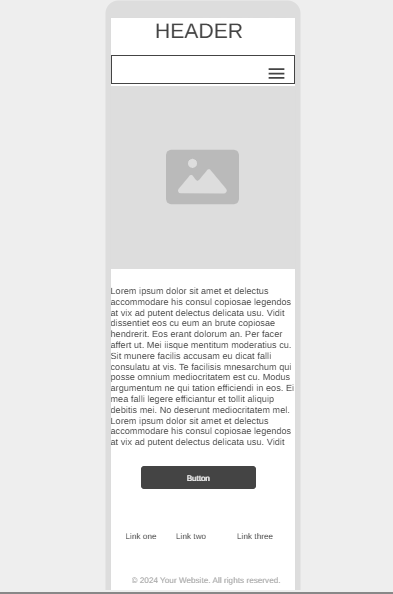 HEADER
Lorem ipsum dolor sit amet et delectus
accommodare his consul copiosae legendos
at vix ad putent delectus delicata usu. Vidit
dissentiet eos cu eum an brute copiosae
hendrerit. Eos erant dolorum an. Per facer
affert ut. Mei iisque mentitum moderatius cu.
Sit munere facilis accusam eu dicat falli
consulatu at vis. Te facilisis mnesarchum qui
posse omnium mediocritatem est cu. Modus
argumentum ne qui tation efficiendi in eos. Ei
mea falli legere efficiantur et tollit aliquip
debitis mei. No deserunt mediocritatem mel.
Lorem ipsum dolor sit amet et delectus
accommodare his consul copiosae legendos
at vix ad putent delectus delicata usu. Vidit
Button
Link one Link two Link three
© 2024 Your Website. All rights reserved.